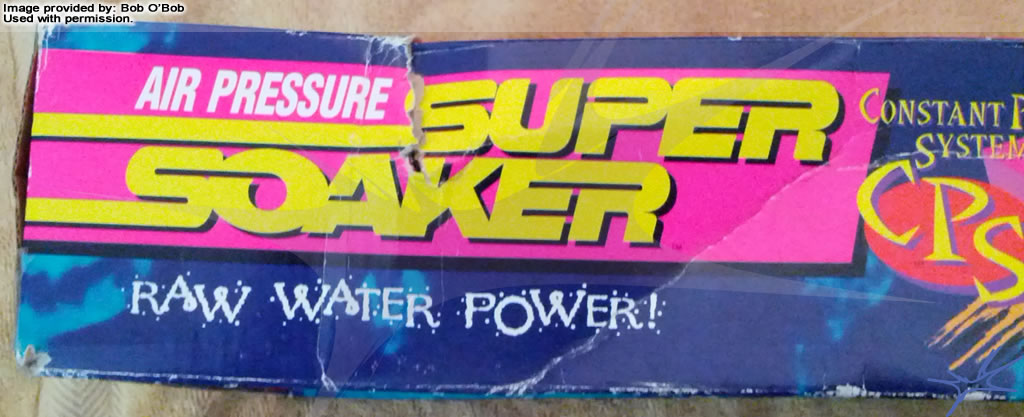 Image provided by: Bob O'Bob
Used with permission.
AIR PRESSURE SUPER
SOAKER
RAW WATER POWER!
CONSTANT
SYSTEM
CPS